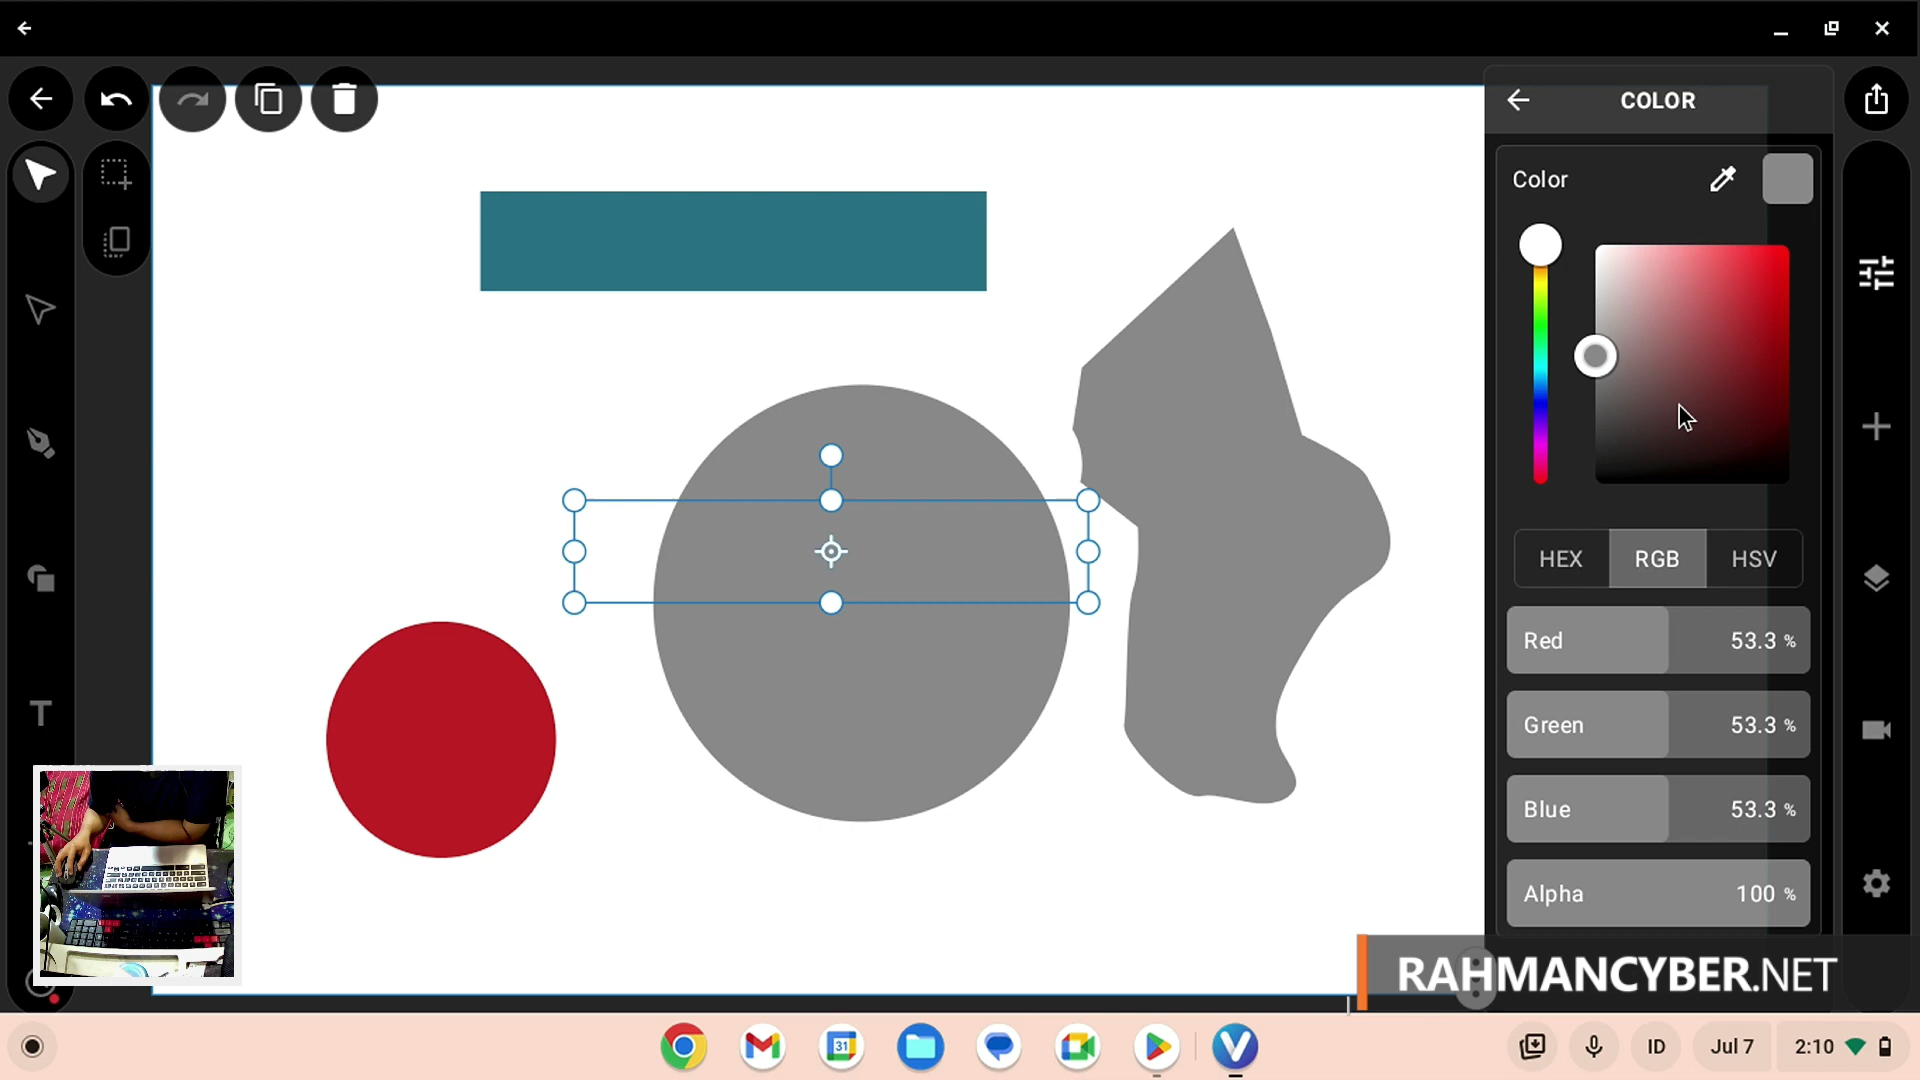 COLOR
Color
HEX
RGB
HSV
Red
53.3 %
Green
53.3 %
Blue
53.3 %
Alpha
100 %
T
RAHMANCYBER.NET
31
ID
Jul 7
2:10